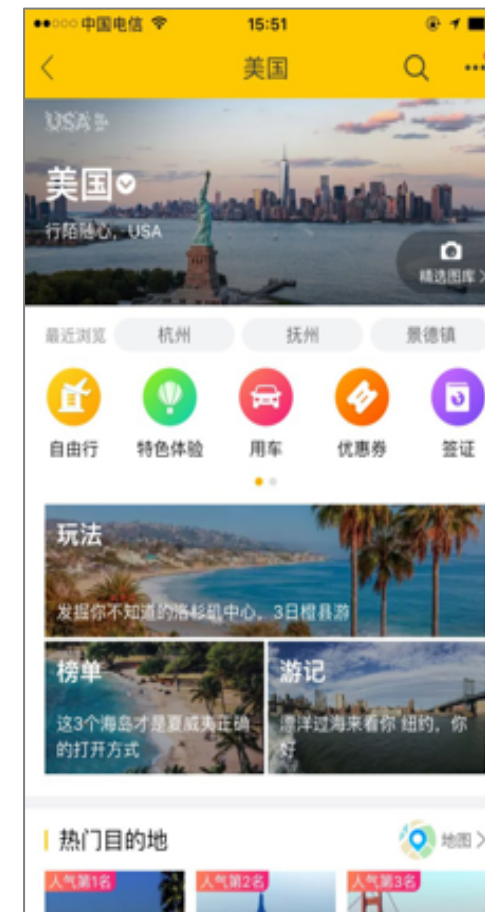 中国电信 15:51
美国
USA
美国
行陌随心，USA
精选图库
最近浏览 杭州 抚州 景德镇
自由行 特色体验 用车 优惠券 签证
玩法
发掘你不知道的洛杉矶中心，3日橙县游
榜单
这3个海岛才是夏威夷正确
的打开方式
游记
漂洋过海来看你 纽约，你
好
热门目的地 地图
人气第1名 人气第2名 人气第3名